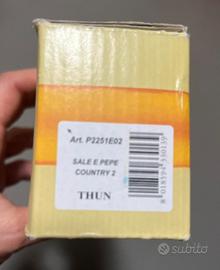 Art. P2251E02
SALE E PEPE
COUNTRY 2
THUN
subito